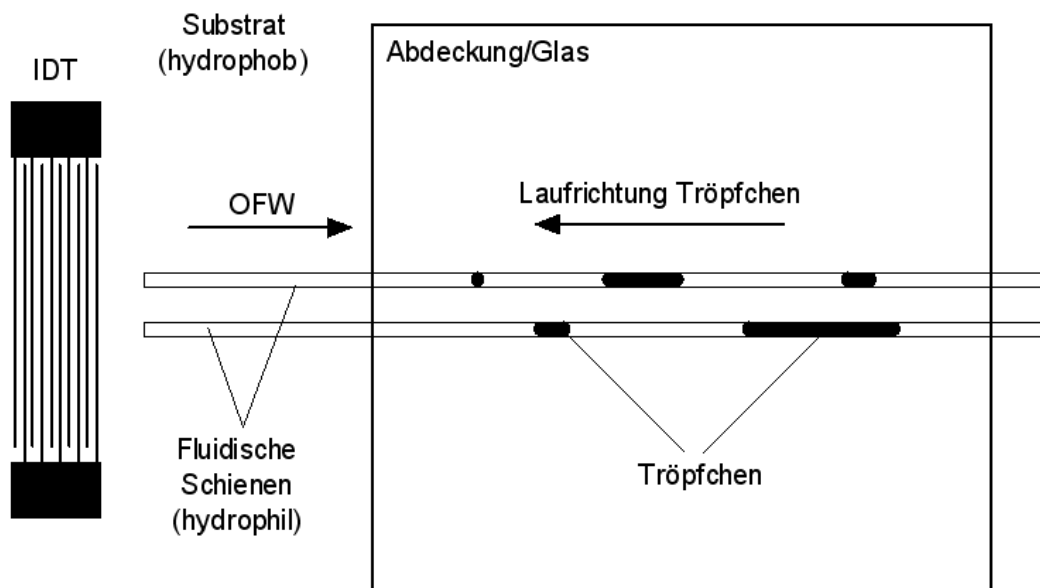 Substrat
(hydrophob)
IDT
Abdeckung/Glas
OFW
Laufrichtung Tröpfchen
Fluidische
Schienen
(hydrophil)
Tröpfchen